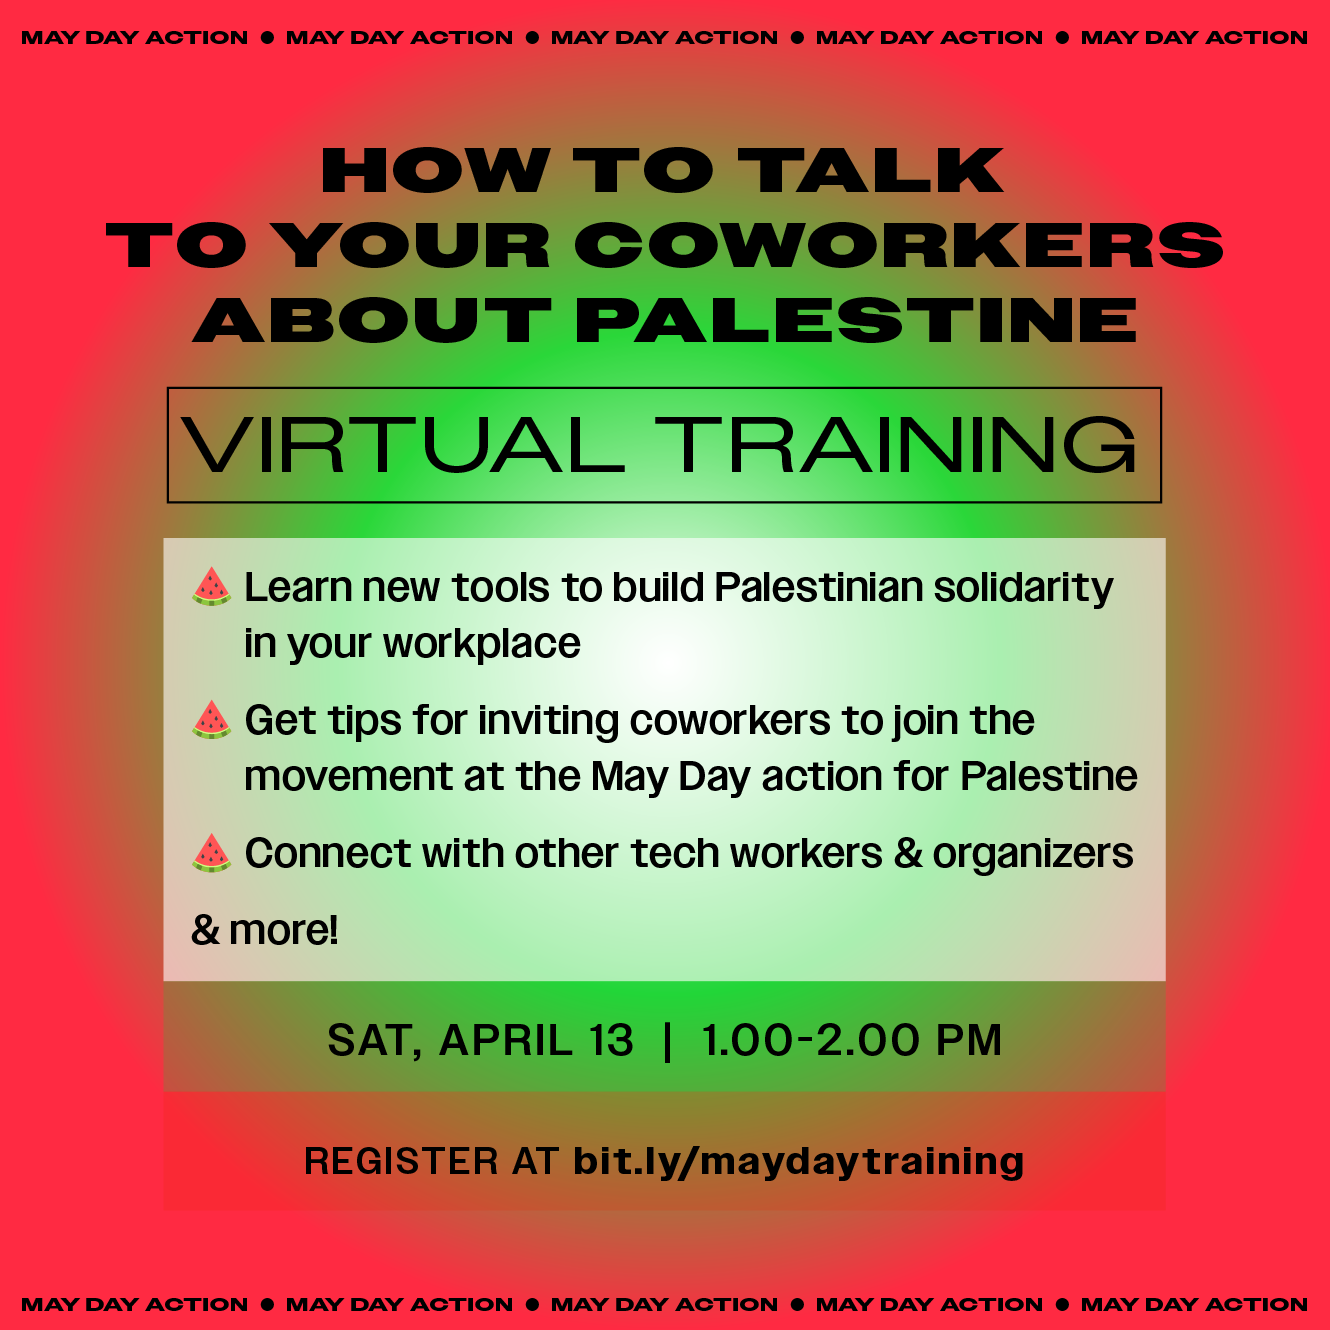 MAY DAY ACTION ● MAY DAY ACTION ● MAY DAY ACTION ● MAY DAY ACTION ● MAY DAY ACTION
HOW TO TALK
TO YOUR COWORKERS
ABOUT PALESTINE
VIRTUAL TRAINING
🍉 Learn new tools to build Palestinian solidarity
in your workplace
🍉 Get tips for inviting coworkers to join the
movement at the May Day action for Palestine
🍉 Connect with other tech workers & organizers
& more!
SAT, APRIL 13 | 1.00-2.00 PM
REGISTER AT bit.ly/maydaytraining
MAY DAY ACTION ● MAY DAY ACTION ● MAY DAY ACTION ● MAY DAY ACTION ● MAY DAY ACTION